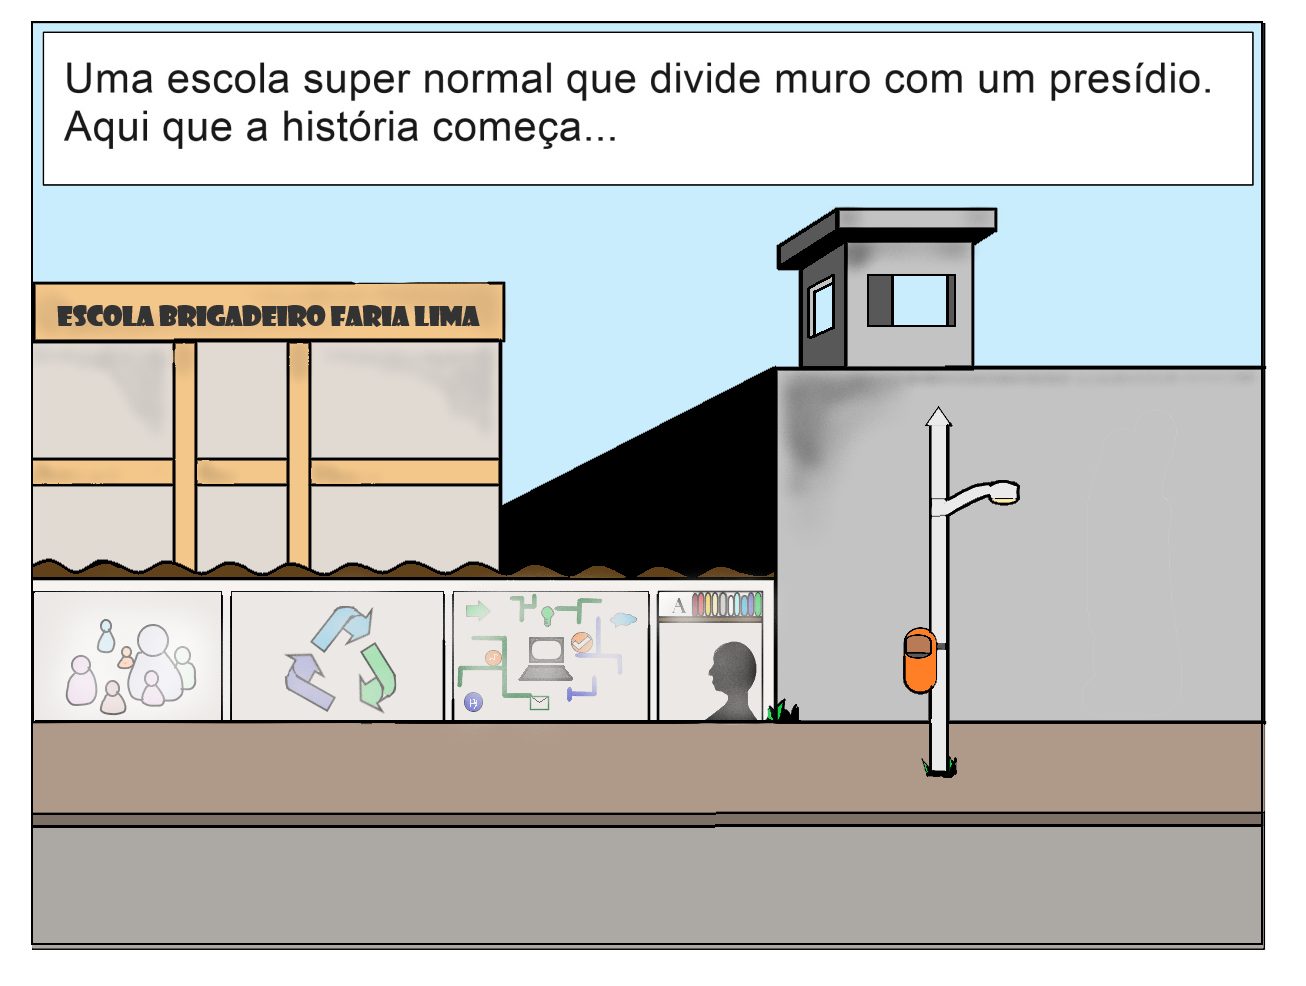 Uma escola super normal que divide muro com um presídio.
Aqui que a história começa...
ESCOLA BRIGADEIRO FARIA LIMA
A